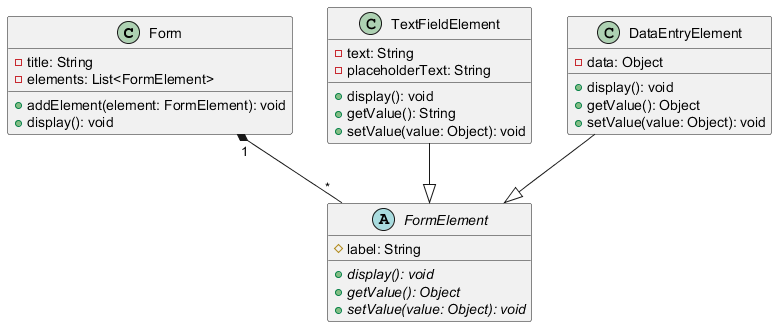 C Form
title: String
elements: List<FormElement>
addElement(element: FormElement): void
display(): void
C TextFieldElement
text: String
placeholderText: String
display(): void
getValue(): String
setValue(value: Object): void
C DataEntryElement
data: Object
display(): void
getValue(): Object
setValue(value: Object): void
1
*
A FormElement
label: String
display(): void
getValue(): Object
setValue(value: Object): void